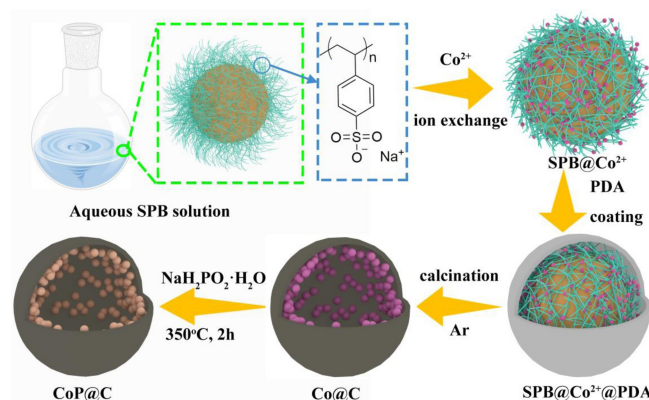 Aqueous SPB solution
n
O
S
O
O⁻
Na⁺
Co²⁺
ion exchange
SPB@Co²⁺
PDA
coating
SPB@Co²⁺@PDA
calcination
Ar
Co@C
NaH₂PO₂·H₂O
350°C, 2h
CoP@C